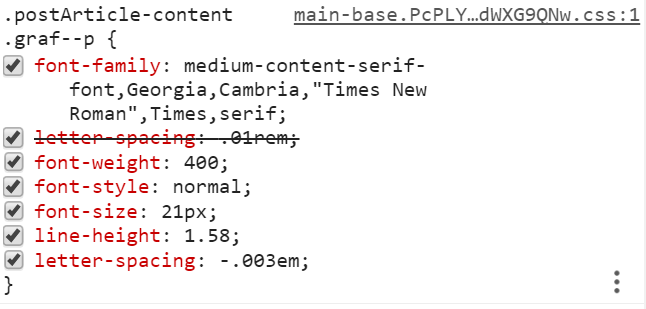 .postArticle-content main-base.PcPLY…dWXG9QNw.css:1
.graf--p {
font-family: medium-content-serif-
font,Georgia,Cambria,"Times New
Roman",Times,serif;
letter-spacing: .01rem;
font-weight: 400;
font-style: normal;
font-size: 21px;
line-height: 1.58;
letter-spacing: -.003em;
}